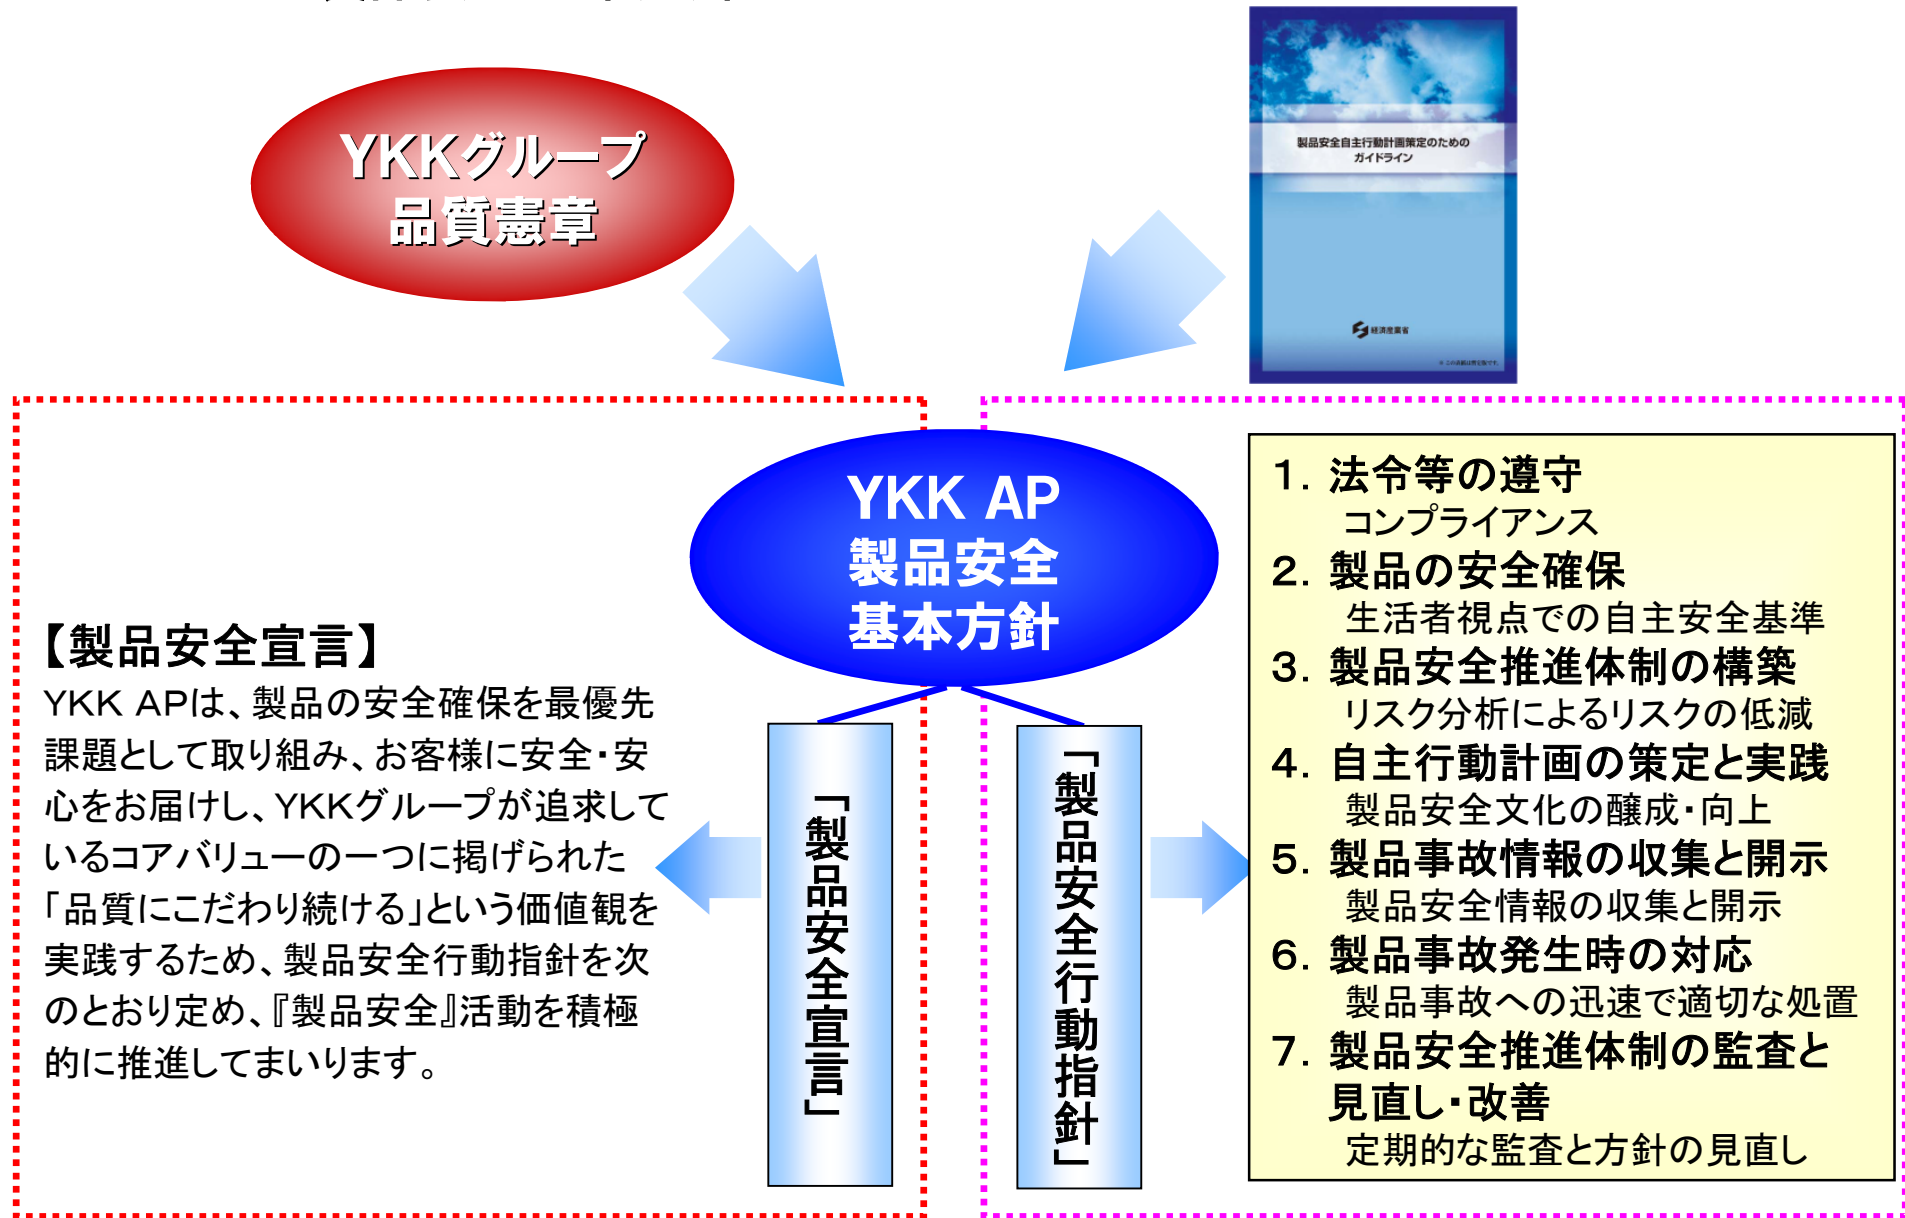 YKKグループ
品質憲章
製品安全自主行動計画策定のための
ガイドライン
経済産業省
YKK AP
製品安全
基本方針
【製品安全宣言】
YKK APは、製品の安全確保を最優先
課題として取り組み、お客様に安全・安
心をお届けし、YKKグループが追求して
いるコアバリューの一つに掲げられた
「品質にこだわり続ける」という価値観を
実践するため、製品安全行動指針を次
のとおり定め、『製品安全』活動を積極
的に推進してまいります。
「製品安全宣言」
「製品安全行動指針」
1. 法令等の遵守
コンプライアンス
2. 製品の安全確保
生活者視点での自主安全基準
3. 製品安全推進体制の構築
リスク分析によるリスクの低減
4. 自主行動計画の策定と実践
製品安全文化の醸成・向上
5. 製品事故情報の収集と開示
製品安全情報の収集と開示
6. 製品事故発生時の対応
製品事故への迅速で適切な処置
7. 製品安全推進体制の監査と
見直し・改善
定期的な監査と方針の見直し